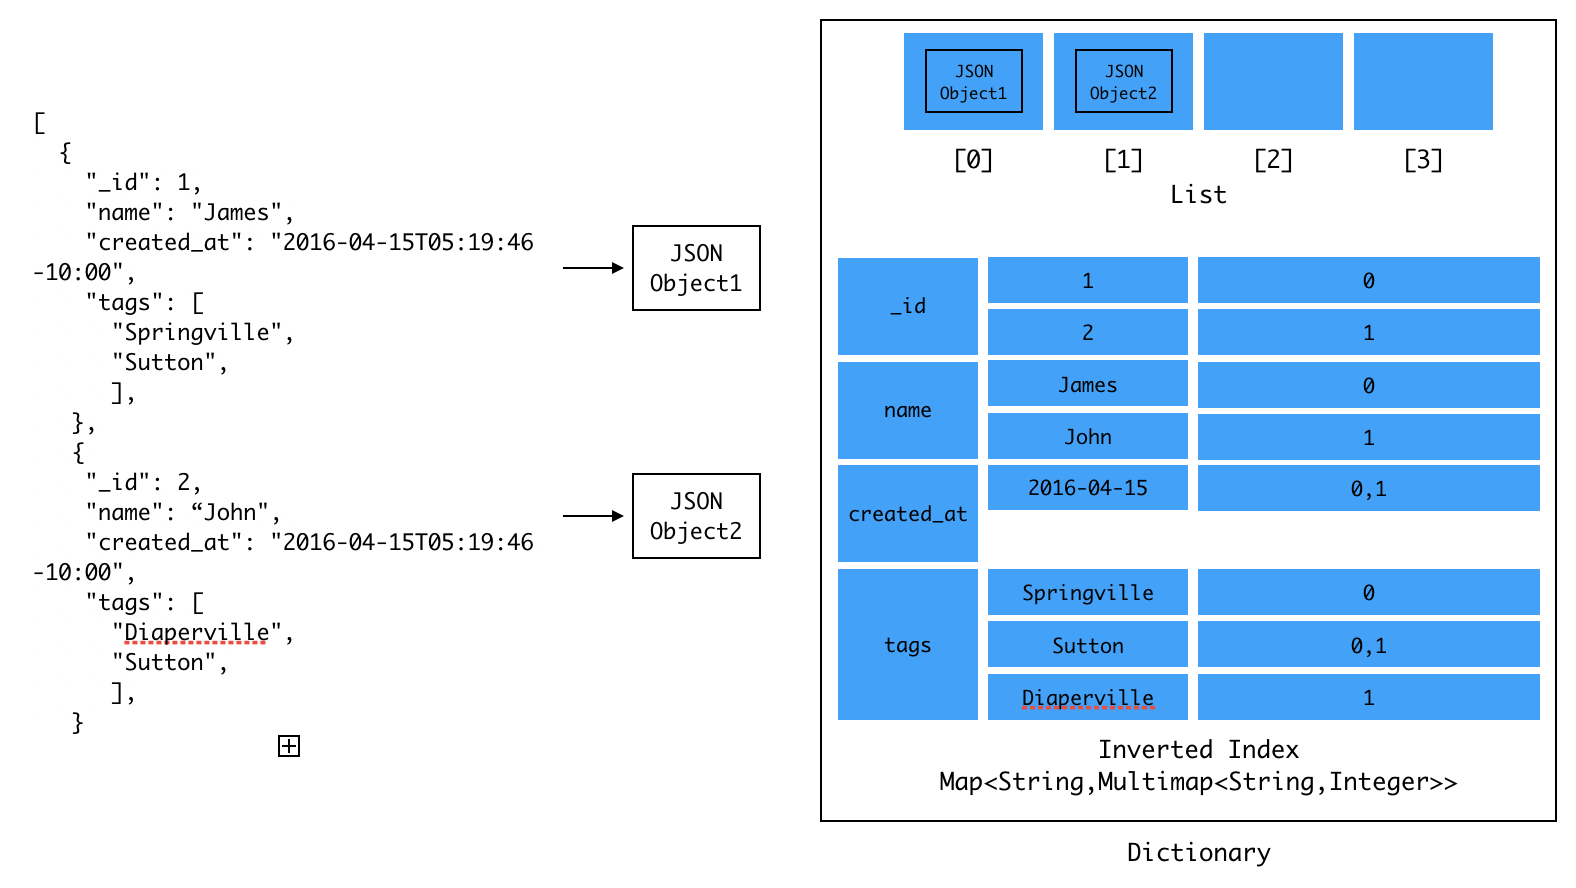 [
{
"_id": 1,
"name": "James",
"created_at": "2016-04-15T05:19:46
-10:00",
"tags": [
"Springville",
"Sutton",
],
},
{
"_id": 2,
"name": “John",
"created_at": "2016-04-15T05:19:46
-10:00",
"tags": [
"Diaperville",
"Sutton",
],
}
JSON
Object1
JSON
Object2
JSON
Object1
JSON
Object2
[0] [1] [2] [3]
List
_id
1 0
2 1
name
James 0
John 1
created_at
2016-04-15 0,1
tags
Springville 0
Sutton 0,1
Diaperville 1
Inverted Index
Map<String,Multimap<String,Integer>>
Dictionary